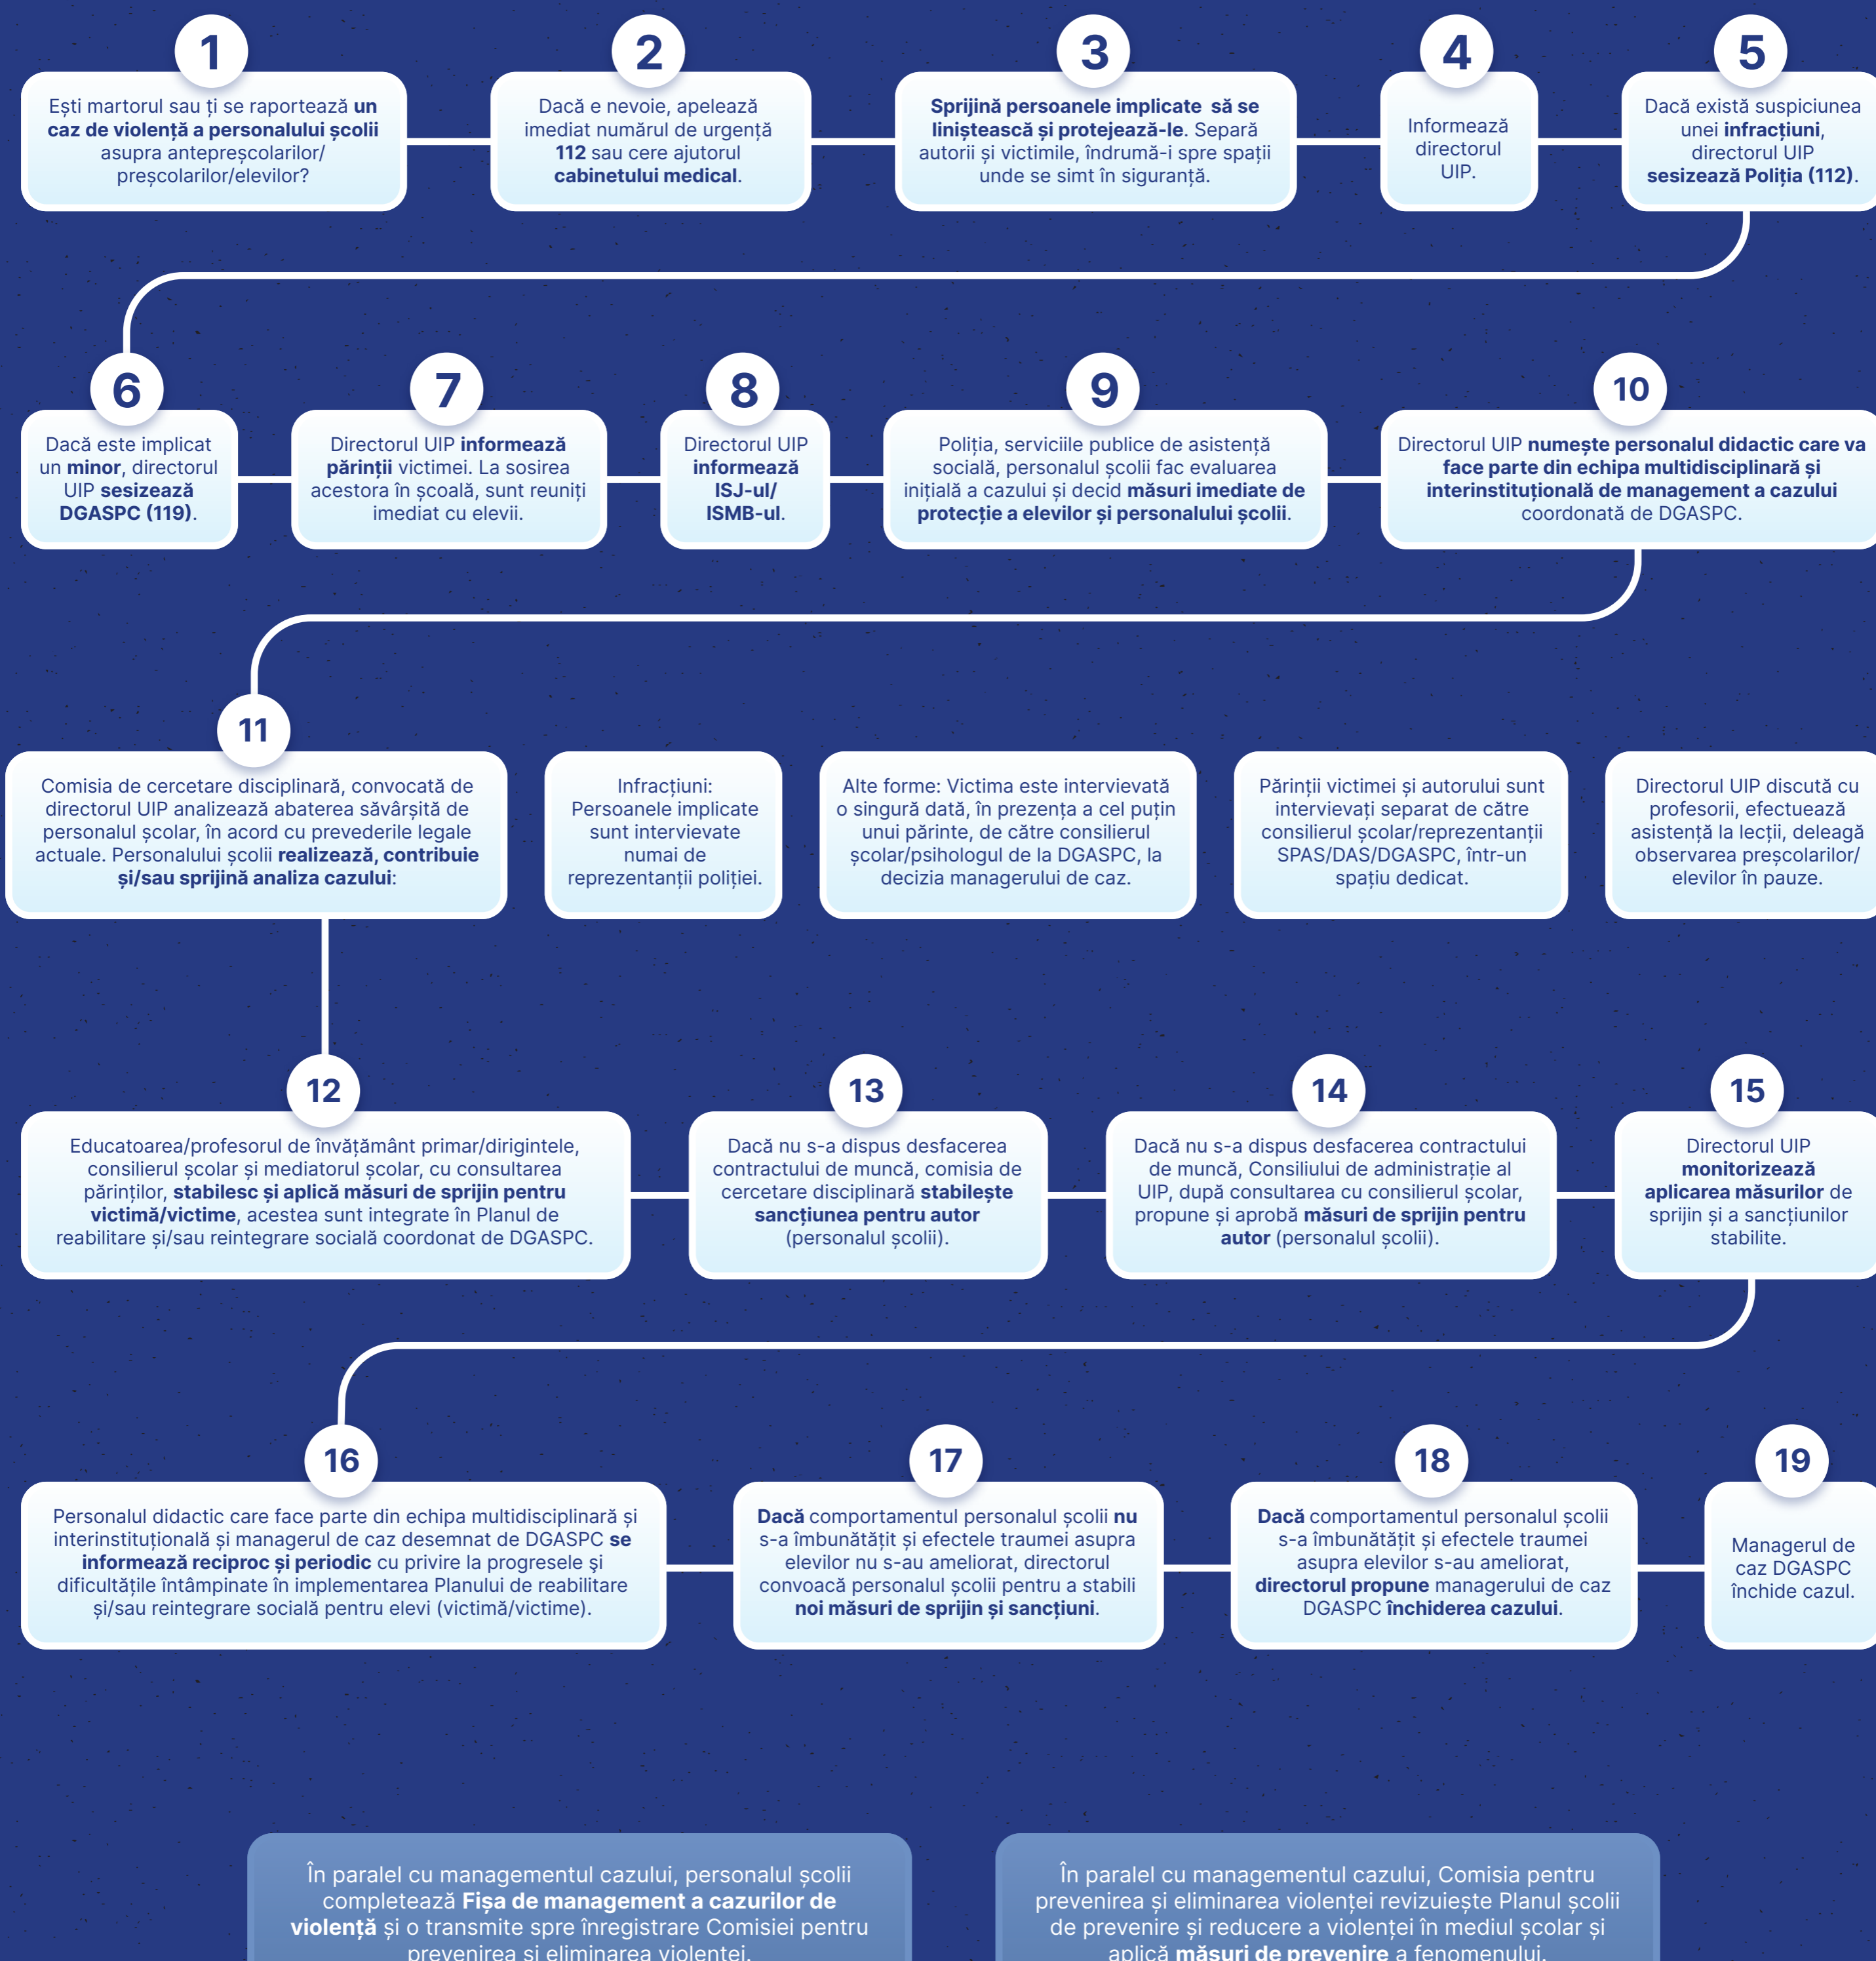 1
Ești martorul sau ți se raportează un
caz de violență a personalului școlii
asupra antepreșcolarilor/
preșcolarilor/elevilor?
2
Dacă e nevoie, apelează
imediat numărul de urgență
112 sau cere ajutorul
cabinetului medical.
3
Sprijină persoanele implicate să se
liniștească și protejează-le. Separă
autorii și victimile, îndrumă-i spre spații
unde se simt în siguranță.
4
Informează
directorul
UIP.
5
Dacă există suspiciunea
unei infracțiuni,
directorul UIP
sesizează Poliția (112).
6
Dacă este implicat
un minor, directorul
UIP sesizează
DGASPC (119).
7
Directorul UIP informează
părinții victimei. La sosirea
acestora în școală, sunt reuniți
imediat cu elevii.
8
Directorul UIP
informează
ISJ-ul/
ISMB-ul.
9
Poliția, serviciile publice de asistență
socială, personalul școlii fac evaluarea
inițială a cazului și decid măsuri imediate de
protecție a elevilor și personalului școlii.
10
Directorul UIP numește personalul didactic care va
face parte din echipa multidisciplinară și
interinstituțională de management a cazului
coordonată de DGASPC.
11
Comisia de cercetare disciplinară, convocată de
directorul UIP analizează abaterea săvârșită de
personalul școlar, în acord cu prevederile legale
actuale. Personalului școlii realizează, contribuie
și/sau sprijină analiza cazului:
Infracțiuni:
Persoanele implicate
sunt intervievate
numai de
reprezentanții poliției.
Alte forme: Victima este intervievată
o singură dată, în prezența a cel puțin
unui părinte, de către consilierul
școlar/psihologul de la DGASPC, la
decizia managerului de caz.
Părinții victimei și autorului sunt
intervievați separat de către
consilierul școlar/reprezentanții
SPAS/DAS/DGASPC, într-un
spațiu dedicat.
Directorul UIP discută cu
profesorii, efectuează
asistență la lecții, deleagă
observarea preșcolarilor/
elevilor în pauze.
12
Educatoarea/profesorul de învățământ primar/dirigintele,
consilierul școlar și mediatorul școlar, cu consultarea
părinților, stabilesc și aplică măsuri de sprijin pentru
victimă/victime, acestea sunt integrate în Planul de
reabilitare și/sau reintegrare socială coordonat de DGASPC.
13
Dacă nu s-a dispus desfacerea
contractului de muncă, comisia de
cercetare disciplinară stabilește
sancțiunea pentru autor
(personalul școlii).
14
Dacă nu s-a dispus desfacerea contractului
de muncă, Consiliului de administrație al
UIP, după consultarea cu consilierul școlar,
propune și aprobă măsuri de sprijin pentru
autor (personalul școlii).
15
Directorul UIP
monitorizează
aplicarea măsurilor de
sprijin și a sancțiunilor
stabilite.
16
Personalul didactic care face parte din echipa multidisciplinară și
interinstituțională și managerul de caz desemnat de DGASPC se
informează reciproc și periodic cu privire la progresele şi
dificultățile întâmpinate în implementarea Planului de reabilitare
și/sau reintegrare socială pentru elevi (victimă/victime).
17
Dacă comportamentul personalul școlii nu
s-a îmbunătățit și efectele traumei asupra
elevilor nu s-au ameliorat, directorul
convoacă personalul școlii pentru a stabili
noi măsuri de sprijin și sancțiuni.
18
Dacă comportamentul personalul școlii
s-a îmbunătățit și efectele traumei
asupra elevilor s-au ameliorat,
directorul propune managerului de caz
DGASPC închiderea cazului.
19
Managerul de
caz DGASPC
închide cazul.
În paralel cu managementul cazului, personalul școlii
completează Fișa de management a cazurilor de
violență și o transmite spre înregistrare Comisiei pentru
prevenirea și eliminarea violenței.
În paralel cu managementul cazului, Comisia pentru
prevenirea și eliminarea violenței revizuiește Planul școlii
de prevenire și reducere a violenței în mediul școlar și
aplică măsuri de prevenire a fenomenului.